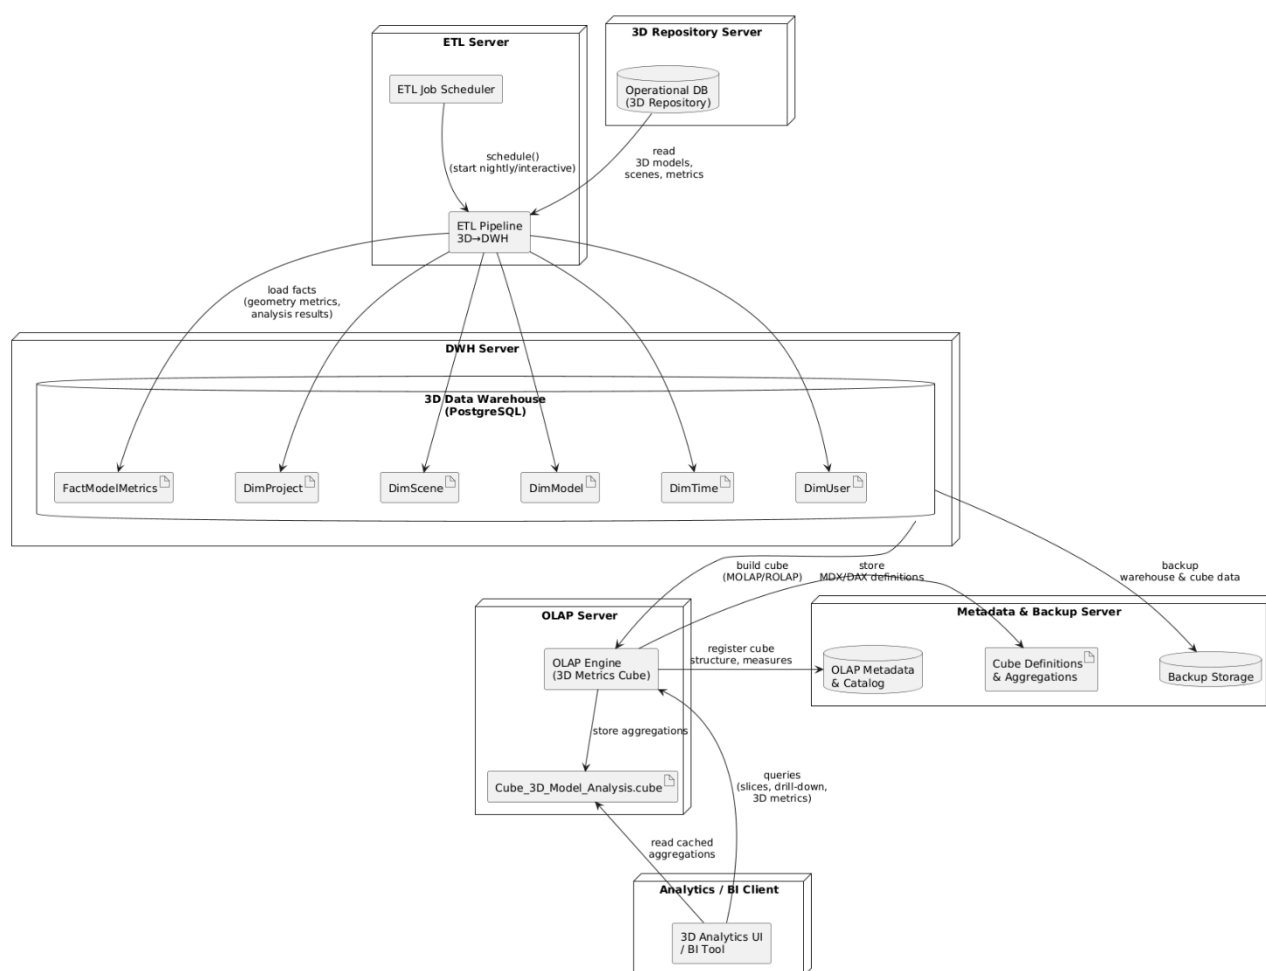 ETL Server
3D Repository Server
ETL Job Scheduler
Operational DB
(3D Repository)
schedule()
(start nightly/interactive)
read
3D models,
scenes, metrics
ETL Pipeline
3D→DWH
load facts
(geometry metrics,
analysis results)
DWH Server
3D Data Warehouse
(PostgreSQL)
FactModelMetrics
DimProject
DimScene
DimModel
DimTime
DimUser
build cube
(MOLAP/ROLAP)
store
MDX/DAX definitions
backup
warehouse & cube data
OLAP Server
Metadata & Backup Server
OLAP Engine
(3D Metrics Cube)
register cube
structure, measures
OLAP Metadata
& Catalog
Cube Definitions
& Aggregations
Backup Storage
store aggregations
Cube_3D_Model_Analysis.cube
queries
(slices, drill-down,
3D metrics)
read cached
aggregations
Analytics / BI Client
3D Analytics UI
/ BI Tool